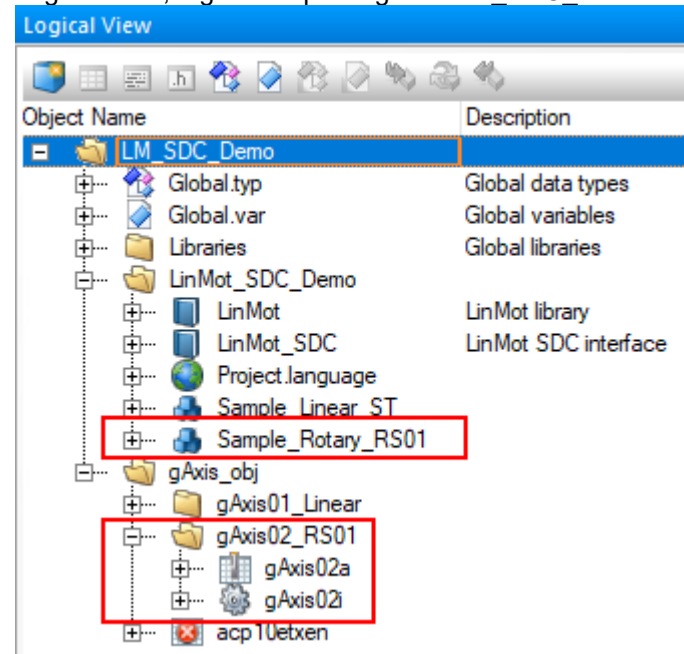 Logical View
.h
Object Name Description
LM_SDC_Demo
Global.typ Global data types
Global.var Global variables
Libraries Global libraries
LinMot_SDC_Demo
LinMot LinMot library
LinMot_SDC LinMot SDC interface
Project.language
Sample_Linear_ST
Sample_Rotary_RS01
gAxis_obj
gAxis01_Linear
gAxis02_RS01
gAxis02a
gAxis02i
acp10etxen